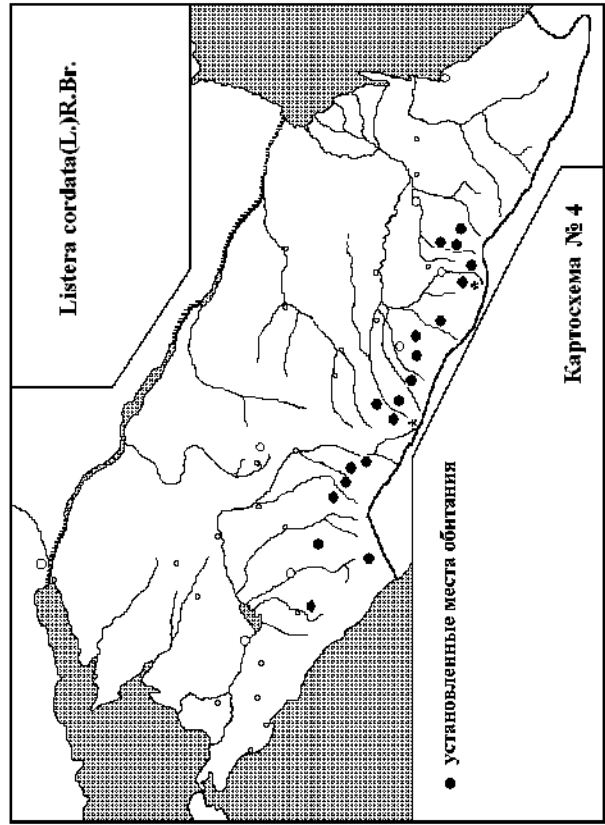 Listera cordata(L.)R.Br.
Картосхема № 4
установленные места обитания